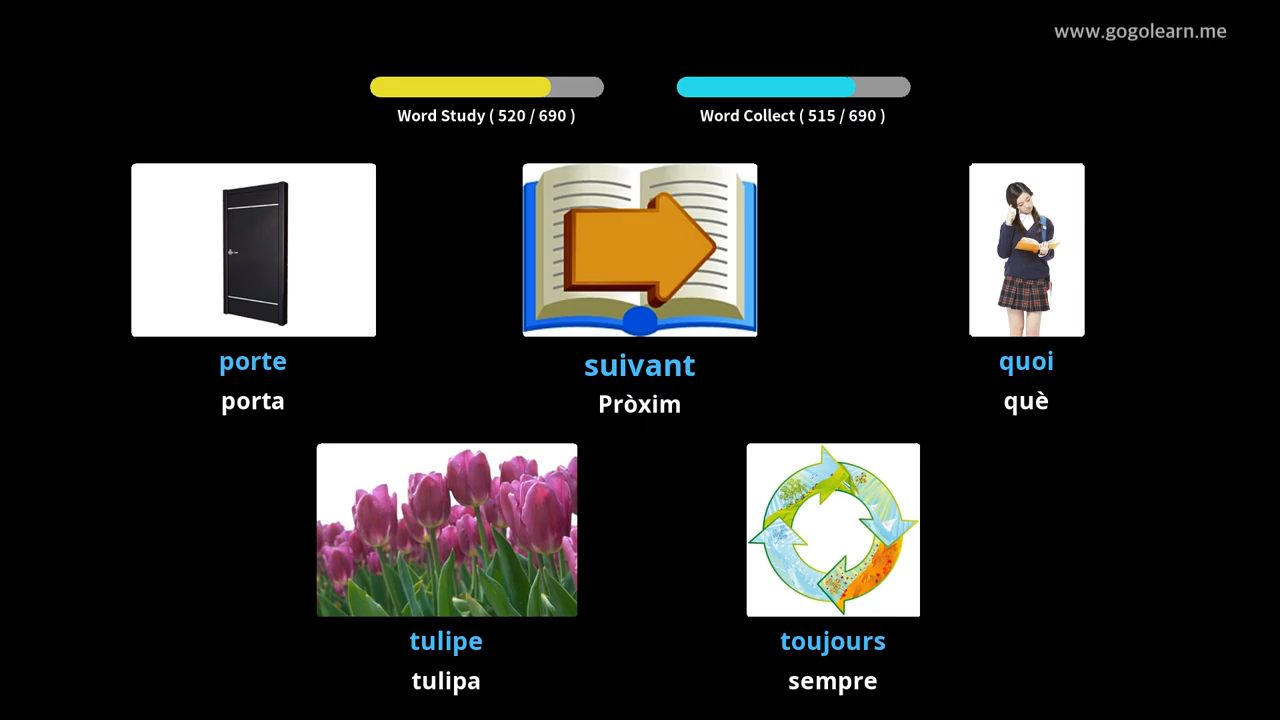 www.gogolearn.me
Word Study ( 520 / 690 )
Word Collect ( 515 / 690 )
porte
porta
suivant
Pròxim
quoi
què
tulipe
tulipa
toujours
sempre